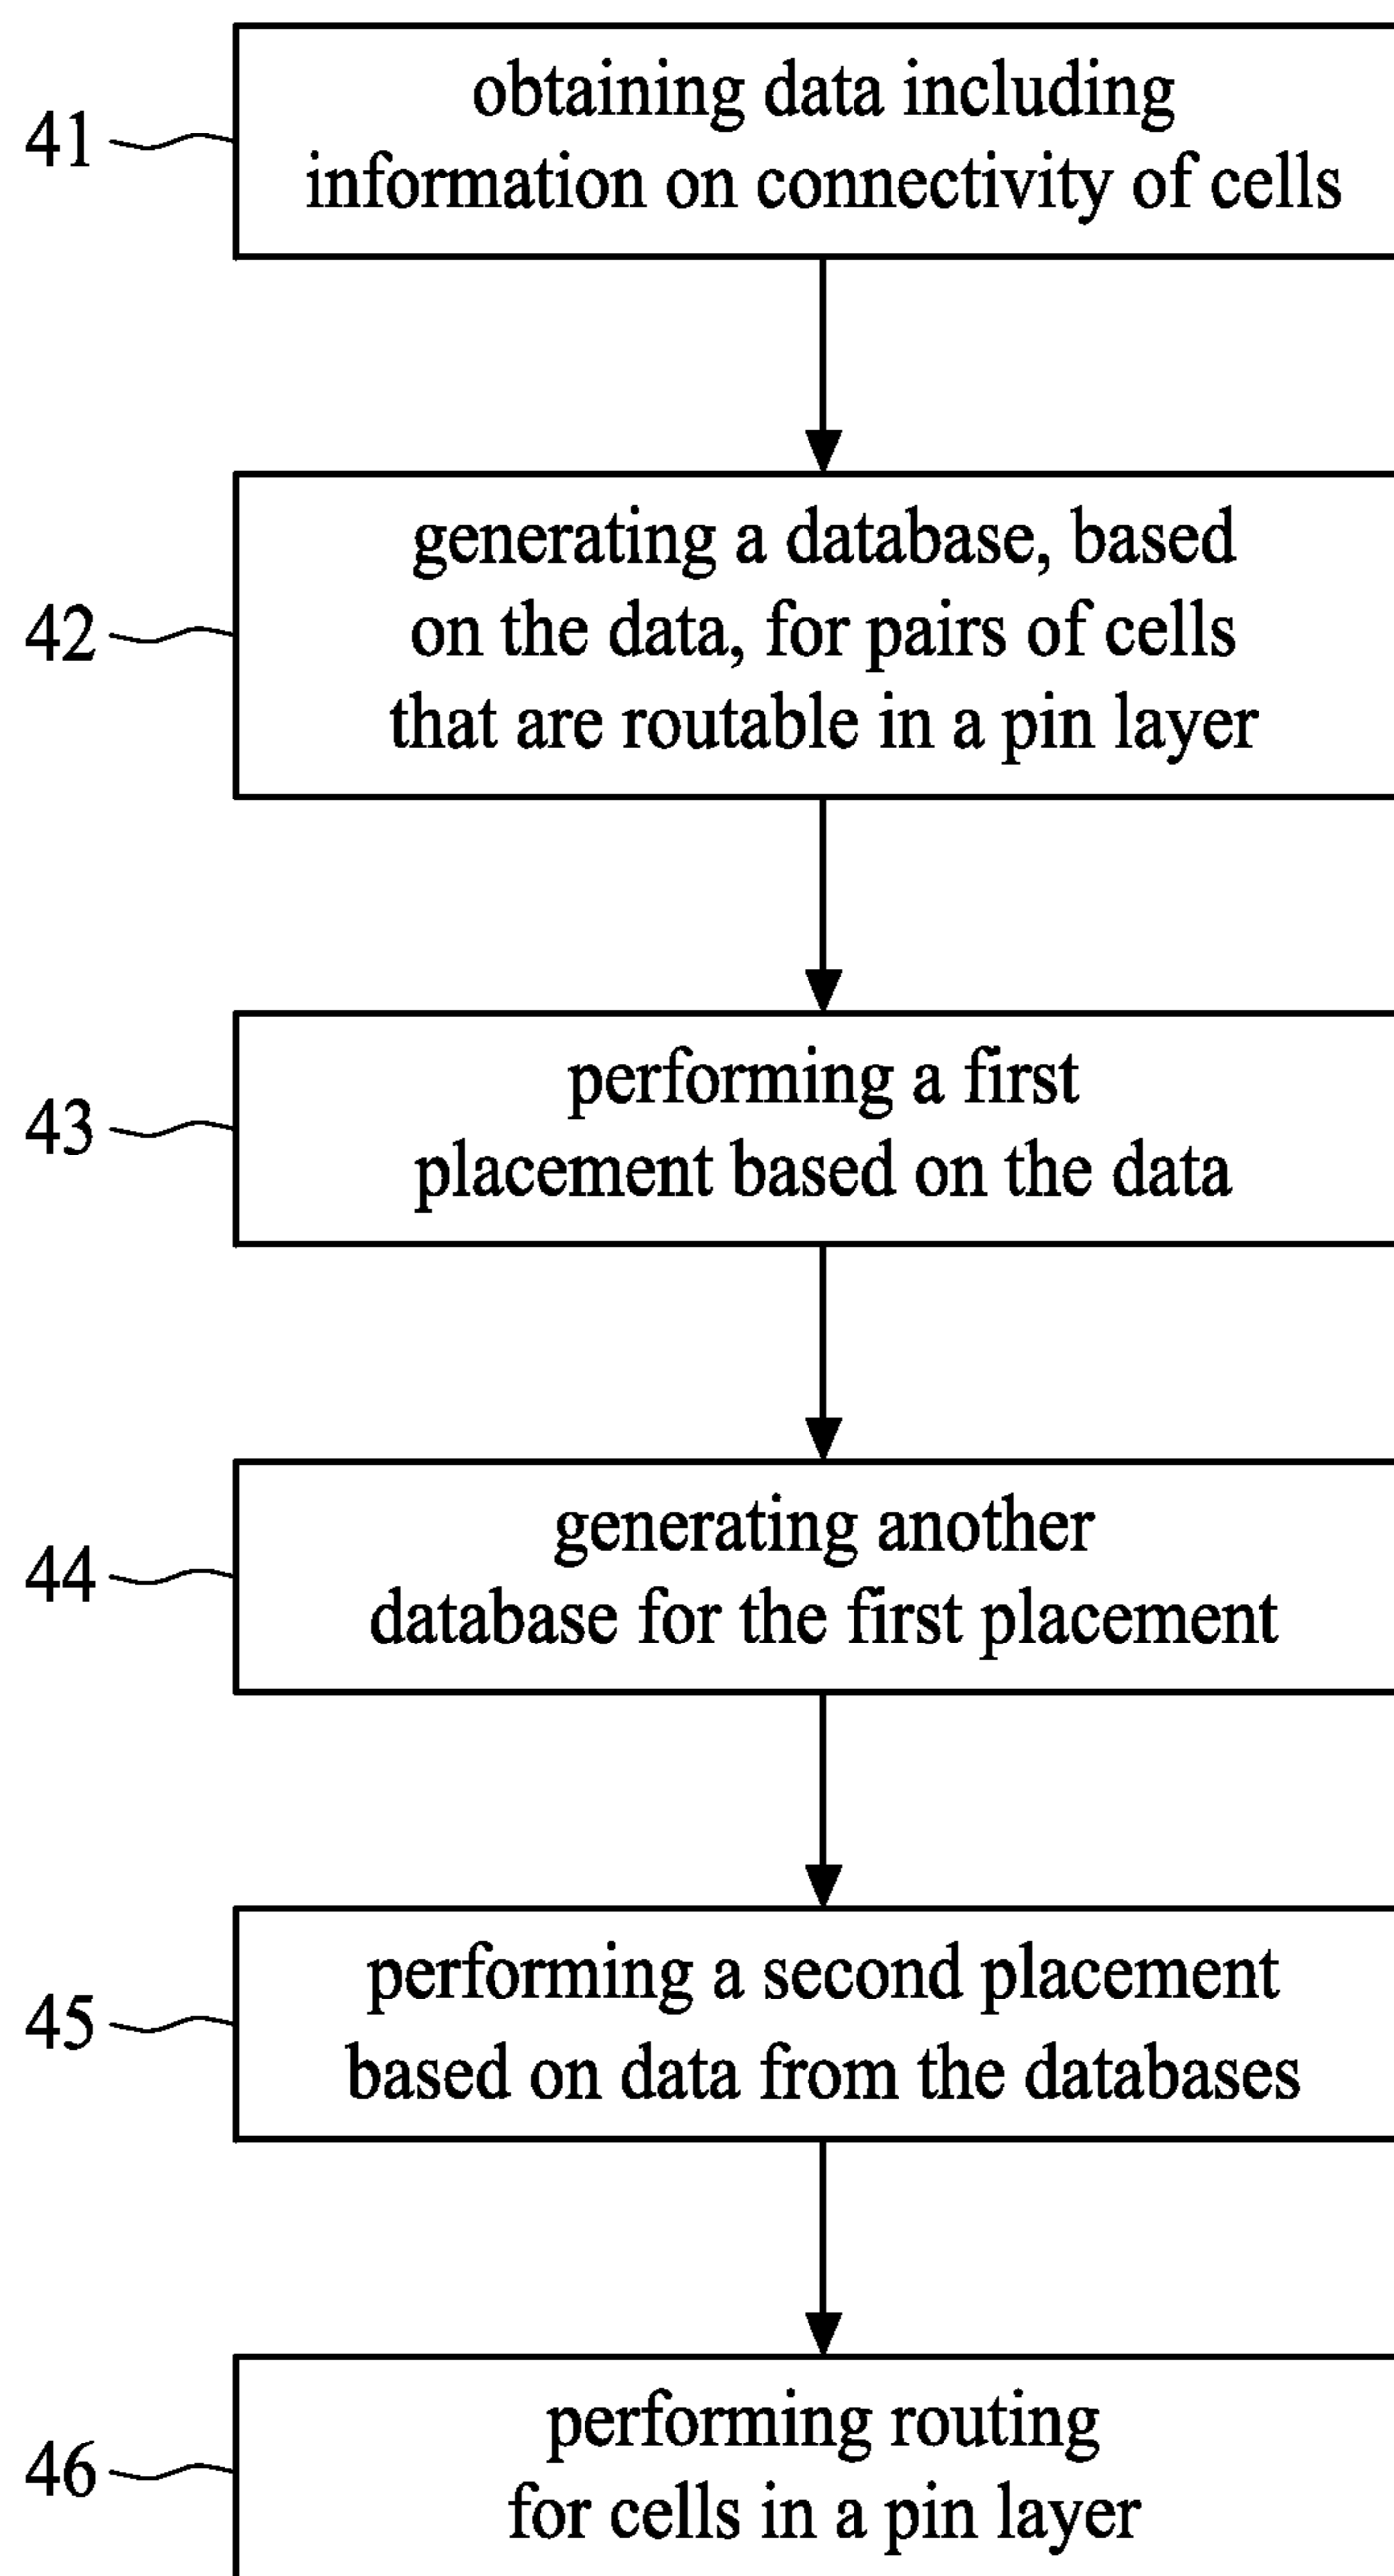 obtaining data including
41
information on connectivity of cells
generating a database, based
42
on the data, for pairs of cells
that are routable in a pin layer
performing a first
43
placement based on the data
generating another
44
database for the first placement
performing a second placement
45
based on data from the databases
performing routing
46
for cells in a pin layer